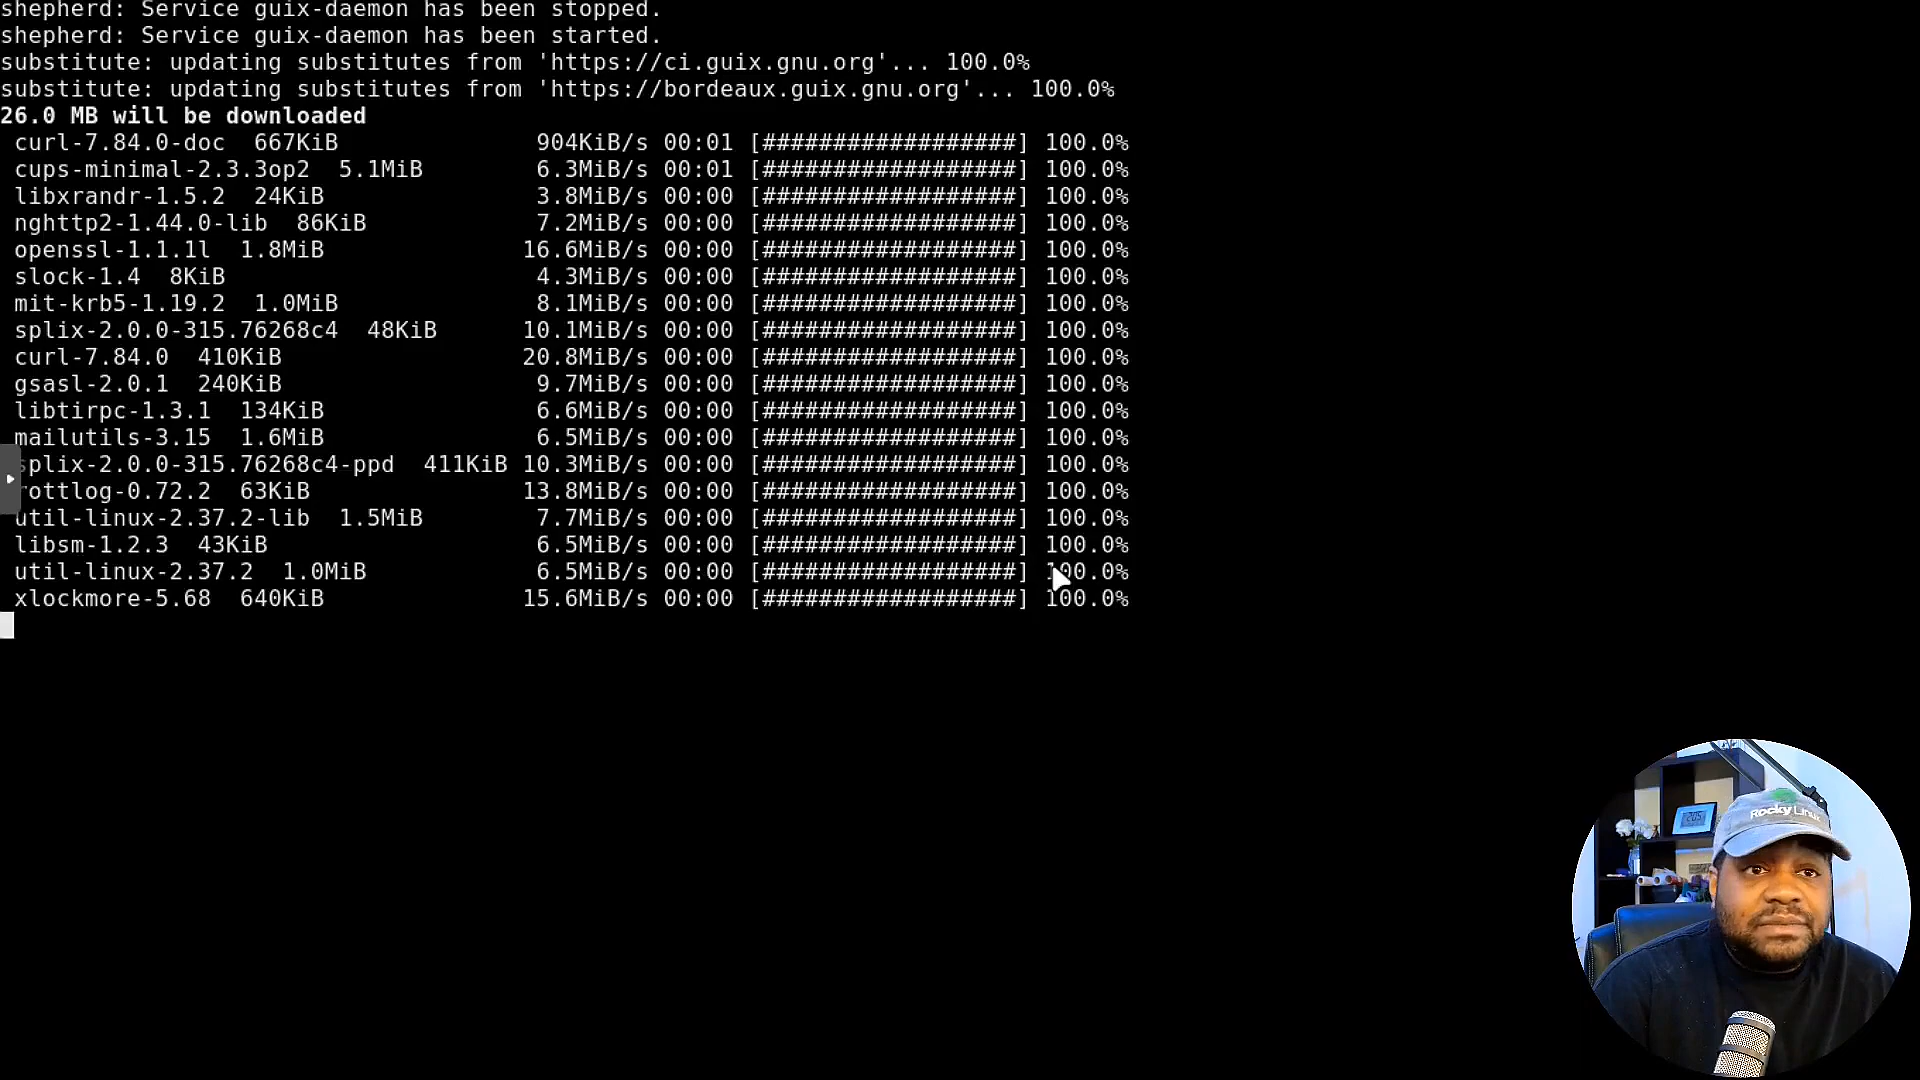 shepherd: Service guix-daemon has been stopped.
shepherd: Service guix-daemon has been started.
substitute: updating substitutes from 'https://ci.guix.gnu.org'... 100.0%
substitute: updating substitutes from 'https://bordeaux.guix.gnu.org'... 100.0%
26.0 MB will be downloaded
curl-7.84.0-doc 667KiB 904KiB/s 00:01 [##################] 100.0%
cups-minimal-2.3.3op2 5.1MiB 6.3MiB/s 00:01 [##################] 100.0%
libxrandr-1.5.2 24KiB 3.8MiB/s 00:00 [##################] 100.0%
nghttp2-1.44.0-lib 86KiB 7.2MiB/s 00:00 [##################] 100.0%
openssl-1.1.1l 1.8MiB 16.6MiB/s 00:00 [##################] 100.0%
slock-1.4 8KiB 4.3MiB/s 00:00 [##################] 100.0%
mit-krb5-1.19.2 1.0MiB 8.1MiB/s 00:00 [##################] 100.0%
splix-2.0.0-315.76268c4 48KiB 10.1MiB/s 00:00 [##################] 100.0%
curl-7.84.0 410KiB 20.8MiB/s 00:00 [##################] 100.0%
gsasl-2.0.1 240KiB 9.7MiB/s 00:00 [##################] 100.0%
libtirpc-1.3.1 134KiB 6.6MiB/s 00:00 [##################] 100.0%
mailutils-3.15 1.6MiB 6.5MiB/s 00:00 [##################] 100.0%
splix-2.0.0-315.76268c4-ppd 411KiB 10.3MiB/s 00:00 [##################] 100.0%
rottlog-0.72.2 63KiB 13.8MiB/s 00:00 [##################] 100.0%
util-linux-2.37.2-lib 1.5MiB 7.7MiB/s 00:00 [##################] 100.0%
libsm-1.2.3 43KiB 6.5MiB/s 00:00 [##################] 100.0%
util-linux-2.37.2 1.0MiB 6.5MiB/s 00:00 [##################] 100.0%
xlockmore-5.68 640KiB 15.6MiB/s 00:00 [##################] 100.0%
Rocky Linux